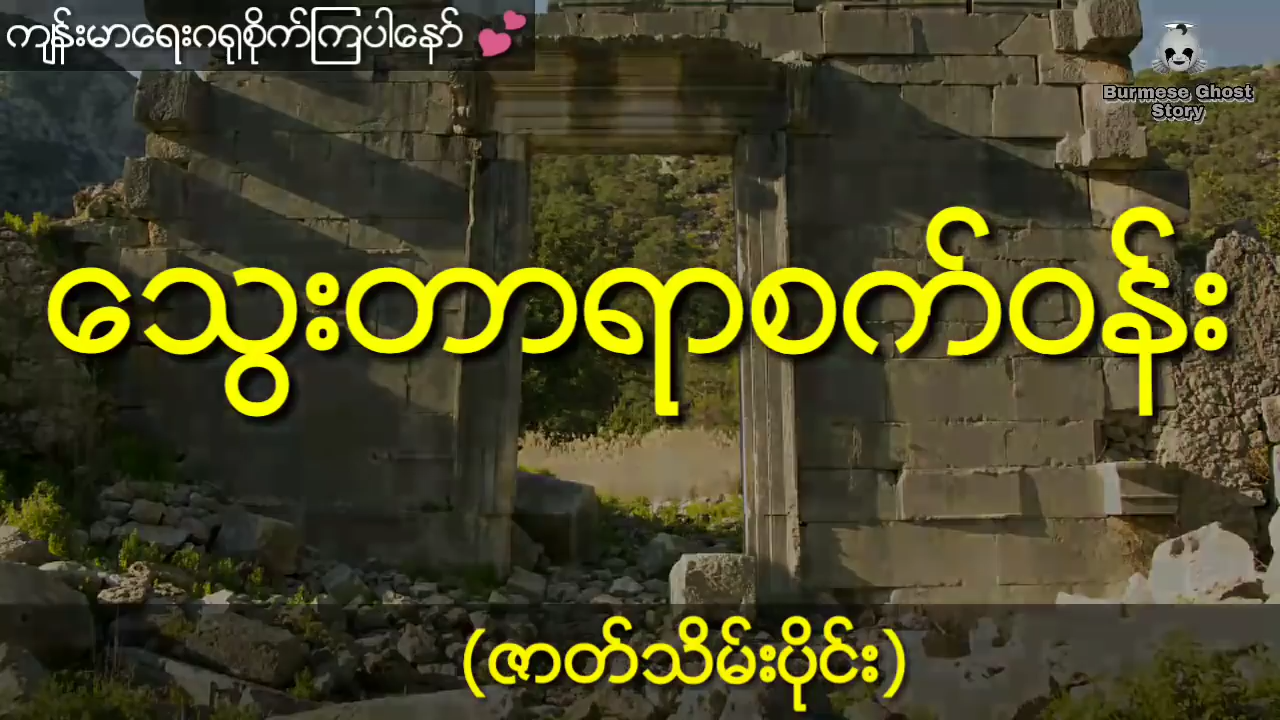 ကျန်းမာရေးဂရုစိုက်ကြပါနော် 💕
Burmese Ghost
Story
သွေးတာရာစက်ဝန်း
(ဇာတ်သိမ်းပိုင်း)